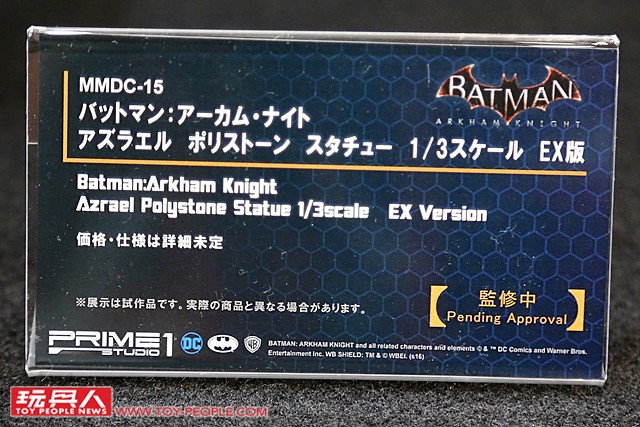 MMDC-15
バットマン：アーカム・ナイト
アズラエル ポリストーン スタチュー 1/3スケール EX版
BATMAN
ARKHAM KNIGHT
Batman:Arkham Knight
Azrael Polystone Statue 1/3scale EX Version
価格・仕様は詳細未定
※展示は試作品です。実際の商品と異なる場合があります。
【監修中
Pending Approval】
PRIME1
STUDIO
DC
WB
BATMAN: ARKHAM KNIGHT and all related characters and elements © & ™ DC Comics and Warner Bros.
Entertainment Inc. WB SHIELD: TM & © WBEI. (s16)
玩具人
TOY PEOPLE NEWS
WWW.TOY-PEOPLE.COM